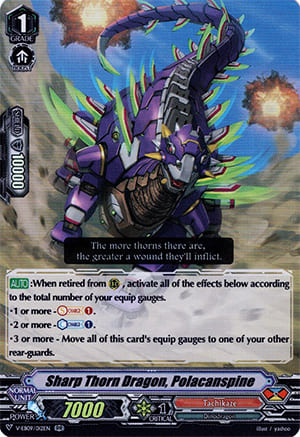 1
GRADE
BOOST
SHIELD
10000
The more thorns there are,
the greater a wound they'll inflict.
AUTO :When retired from RC, activate all of the effects below according
to the total number of your equip gauges.
·1 or more - CHARGE 1.
·2 or more - CHARGE 1.
·3 or more - Move all of this card's equip gauges to one of your other
rear-guards.
NORMAL
UNIT
Sharp Thorn Dragon, Polacanspine
POWER
7000
1
CRITICAL
Tachikaze
Dinodragon
V-EB09/012EN RR
illust / yasho